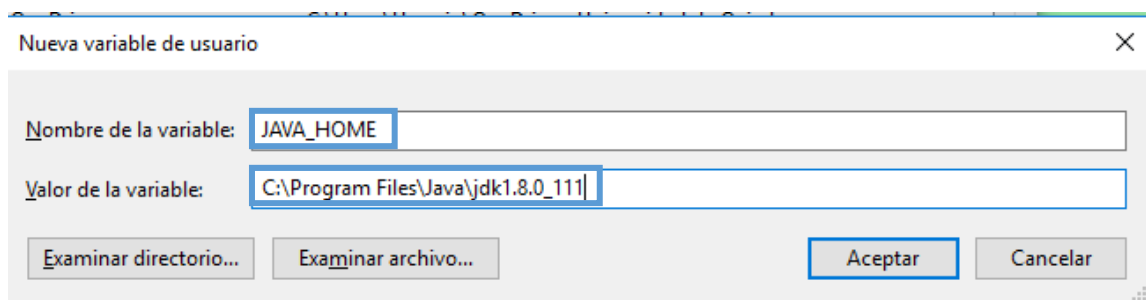 Nueva variable de usuario
Nombre de la variable: JAVA_HOME
Valor de la variable: C:\Program Files\Java\jdk1.8.0_111
Examinar directorio... Examinar archivo... Aceptar Cancelar